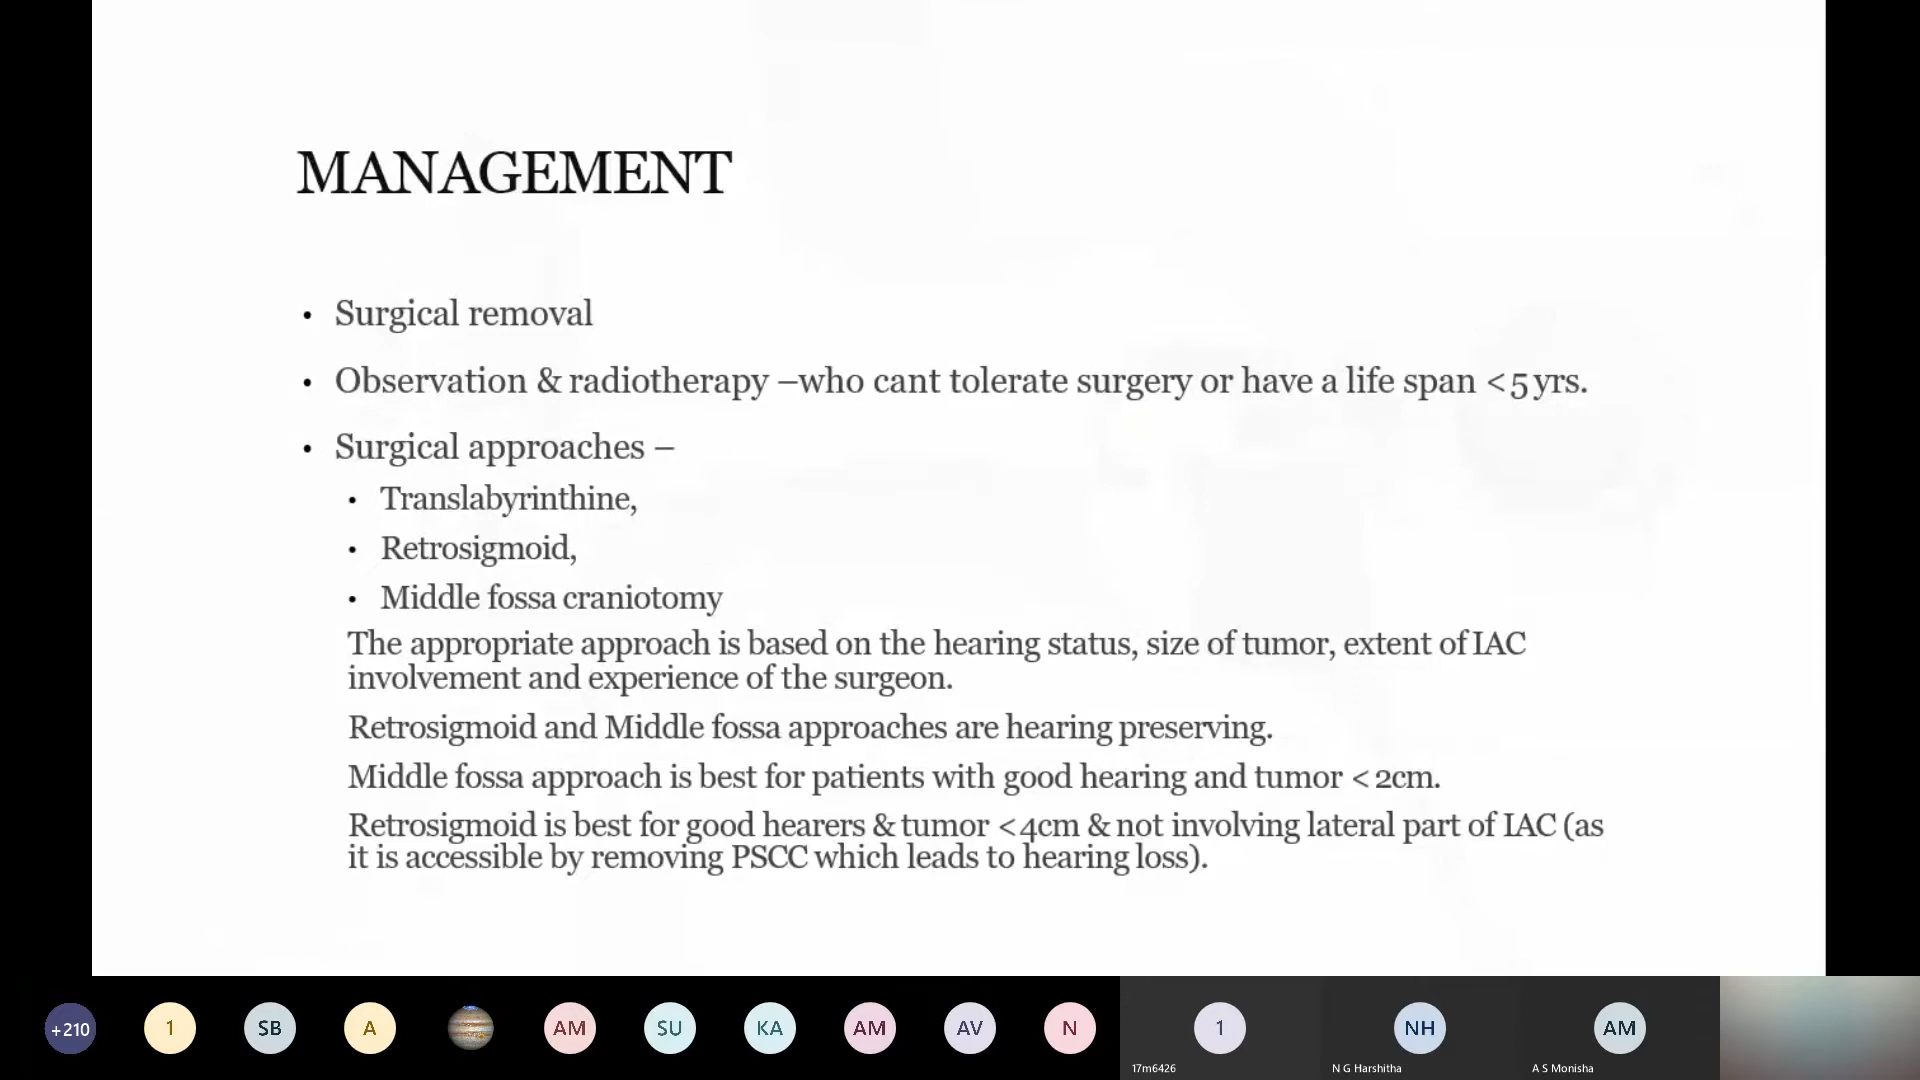 MANAGEMENT
• Surgical removal
• Observation & radiotherapy –who cant tolerate surgery or have a life span <5 yrs.
• Surgical approaches –
• Translabyrinthine,
• Retrosigmoid,
• Middle fossa craniotomy
The appropriate approach is based on the hearing status, size of tumor, extent of IAC
involvement and experience of the surgeon.
Retrosigmoid and Middle fossa approaches are hearing preserving.
Middle fossa approach is best for patients with good hearing and tumor <2cm.
Retrosigmoid is best for good hearers & tumor <4cm & not involving lateral part of IAC (as
it is accessible by removing PSCC which leads to hearing loss).
+210 1 SB A AM SU KA AM AV N 1 NH AM
17m6426 N G Harshitha A S Monisha